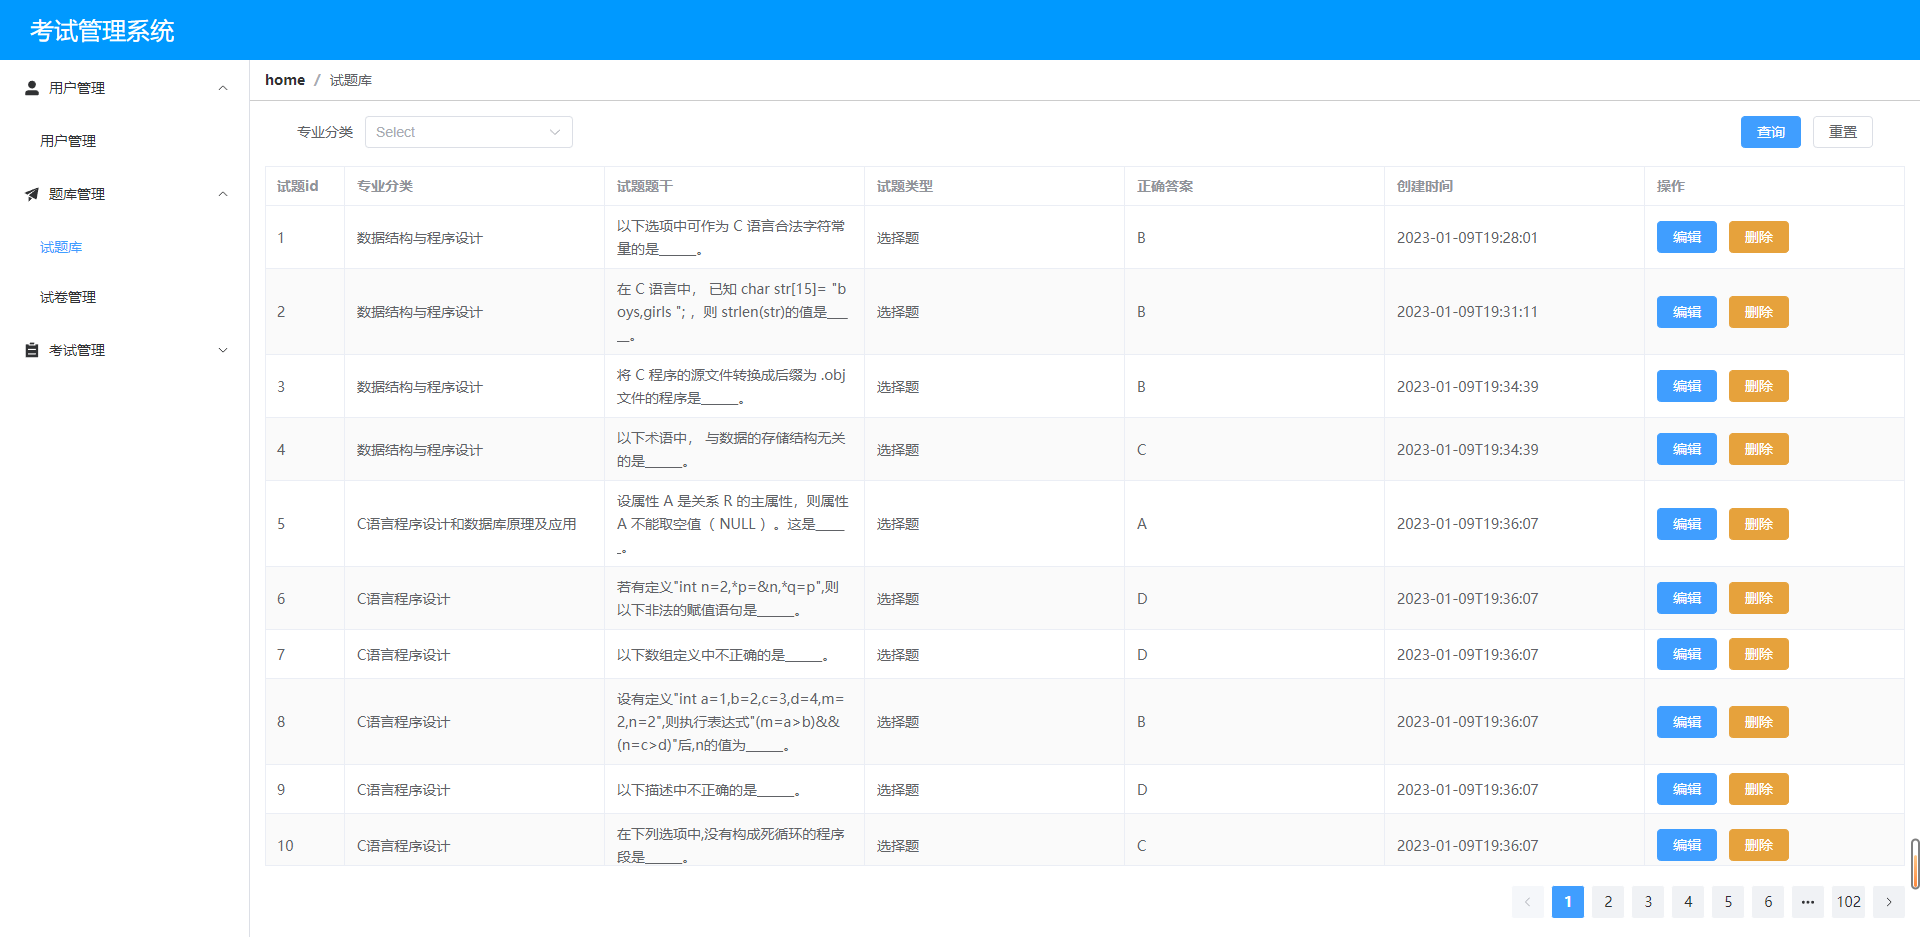 考试管理系统
用户管理
用户管理
题库管理
试题库
试卷管理
考试管理
home / 试题库
专业分类 Select 查询 重置
试题id 专业分类 试题题干 试题类型 正确答案 创建时间 操作
1 数据结构与程序设计 以下选项中可作为 C 语言合法字符常
量的是______。 选择题 B 2023-01-09T19:28:01 编辑 删除
2 数据结构与程序设计 在 C 语言中， 已知 char str[15]= "b
oys,girls "; ，则 strlen(str)的值是____
__。 选择题 B 2023-01-09T19:31:11 编辑 删除
3 数据结构与程序设计 将 C 程序的源文件转换成后缀为 .obj
文件的程序是______。 选择题 B 2023-01-09T19:34:39 编辑 删除
4 数据结构与程序设计 以下术语中， 与数据的存储结构无关
的是______。 选择题 C 2023-01-09T19:34:39 编辑 删除
5 C语言程序设计和数据库原理及应用 设属性 A 是关系 R 的主属性，则属性
A 不能取空值（ NULL ）。这是_____
_。 选择题 A 2023-01-09T19:36:07 编辑 删除
6 C语言程序设计 若有定义"int n=2,*p=&n,*q=p",则
以下非法的赋值语句是______。 选择题 D 2023-01-09T19:36:07 编辑 删除
7 C语言程序设计 以下数组定义中不正确的是______。 选择题 D 2023-01-09T19:36:07 编辑 删除
8 C语言程序设计 设有定义"int a=1,b=2,c=3,d=4,m=
2,n=2",则执行表达式"(m=a>b)&&
(n=c>d)"后,n的值为______。 选择题 B 2023-01-09T19:36:07 编辑 删除
9 C语言程序设计 以下描述中不正确的是______。 选择题 D 2023-01-09T19:36:07 编辑 删除
10 C语言程序设计 在下列选项中,没有构成死循环的程序
段是______。 选择题 C 2023-01-09T19:36:07 编辑 删除
1 2 3 4 5 6 ••• 102